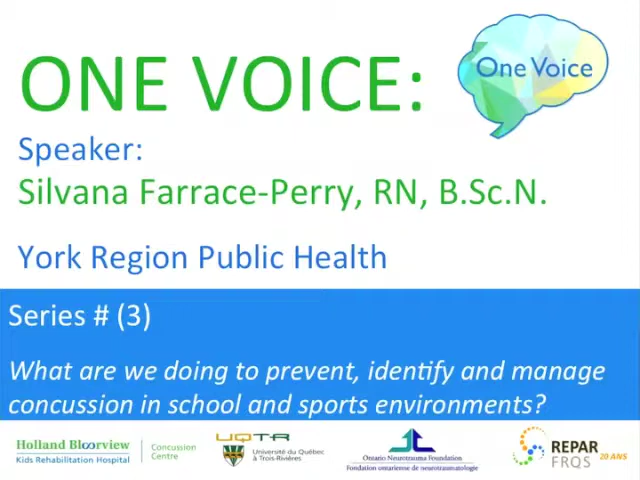 ONE VOICE:
One Voice
Speaker:
Silvana Farrace-Perry, RN, B.Sc.N.
York Region Public Health
Series # (3)
What are we doing to prevent, identify and manage
concussion in school and sports environments?
Holland Bloorview
Kids Rehabilitation Hospital
Concussion
Centre
UQTR
Université du Québec
à Trois-Rivières
Ontario Neurotrauma Foundation
Fondation ontarienne de neurotraumatologie
REPAR
FRQS
20 ANS